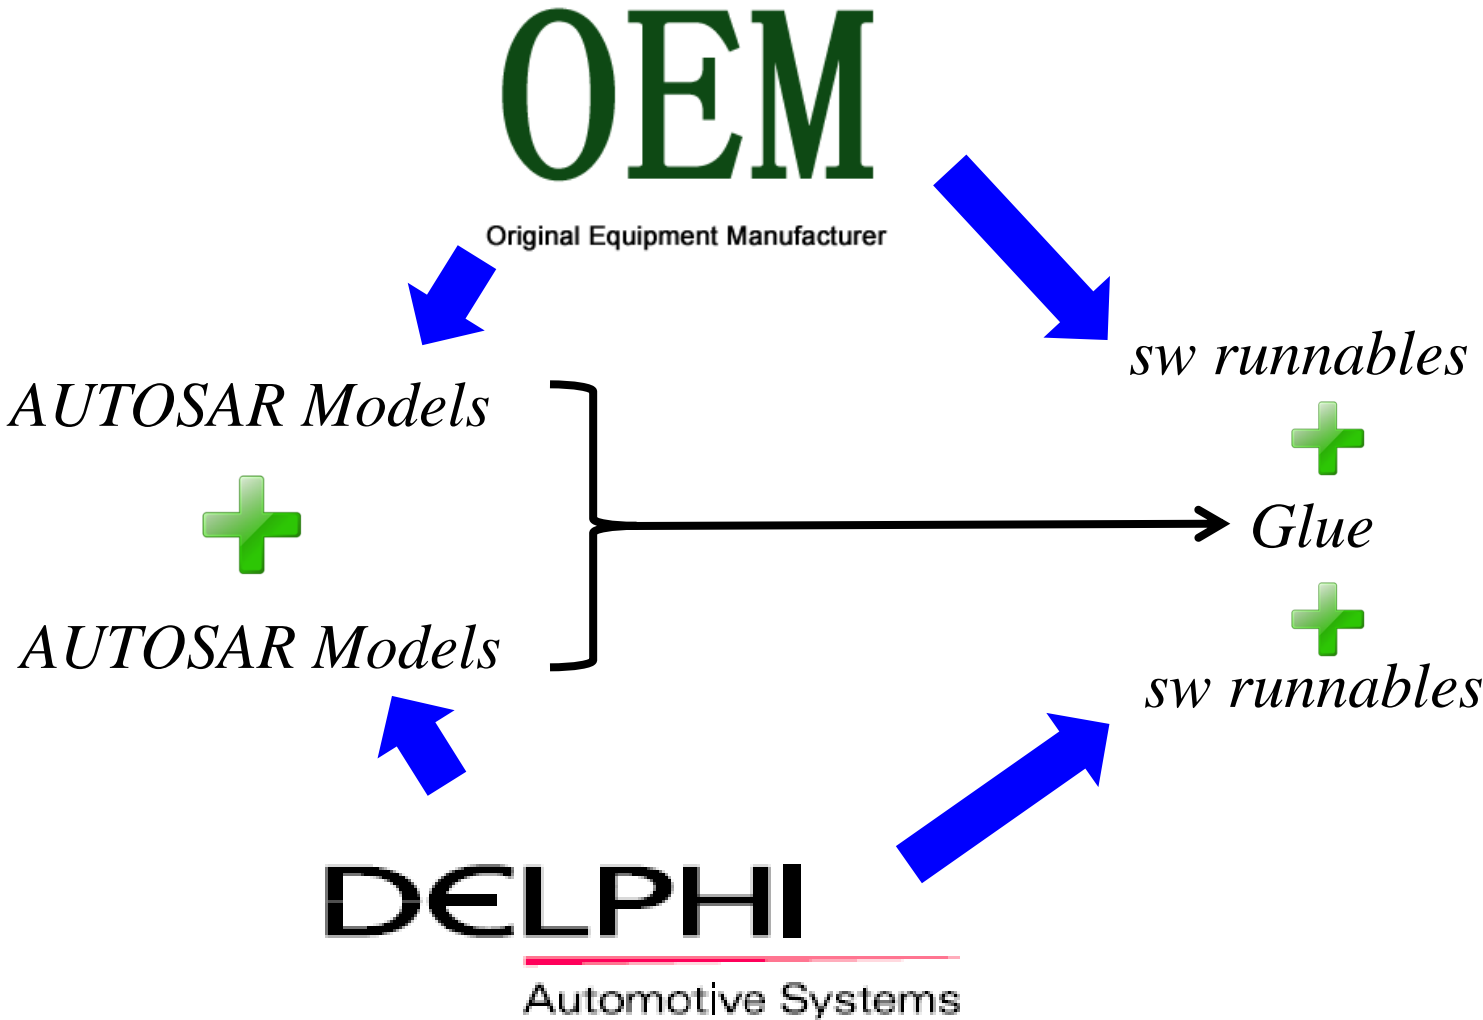 OEM
Original Equipment Manufacturer
sw runnables
AUTOSAR Models
Glue
AUTOSAR Models
sw runnables
DELPHI
Automotive Systems